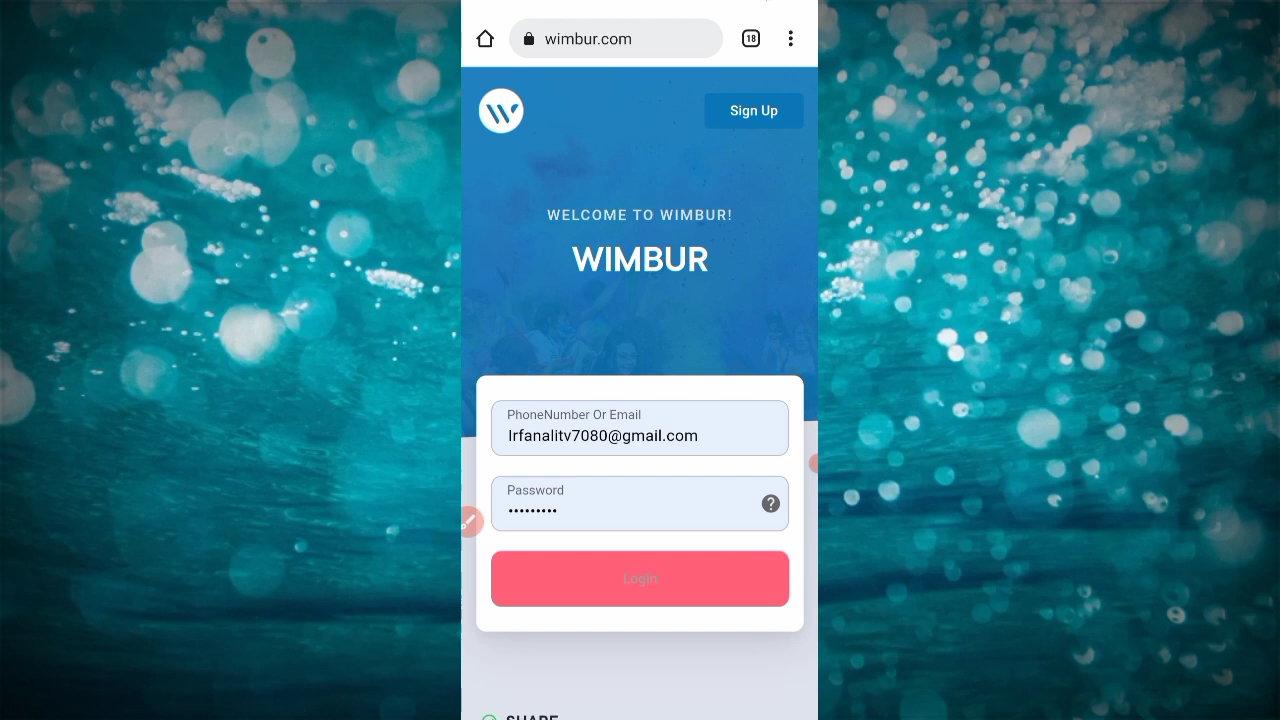 wimbur.com
18
Sign Up
WELCOME TO WIMBUR!
WIMBUR
PhoneNumber Or Email
Irfanalitv7080@gmail.com
Password
Login
SHARE